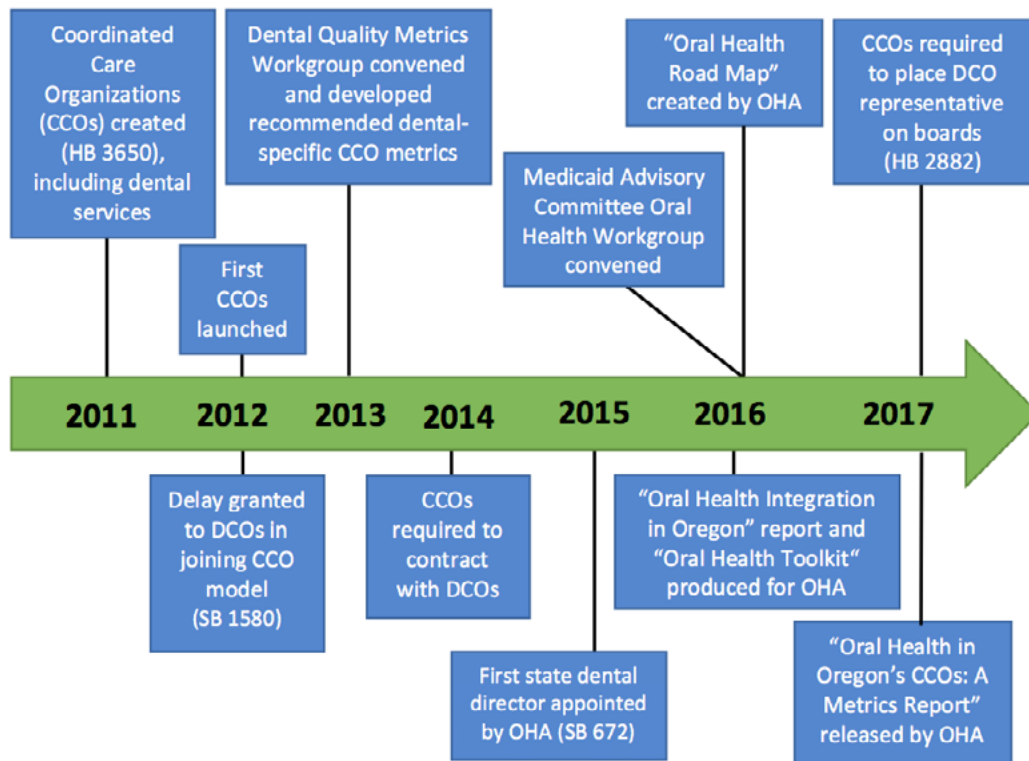 Coordinated
Care
Organizations
(CCOs) created
(HB 3650),
including dental
services
Dental Quality Metrics
Workgroup convened
and developed
recommended dental-
specific CCO metrics
“Oral Health
Road Map”
created by OHA
CCOs required
to place DCO
representative
on boards
(HB 2882)
Medicaid Advisory
Committee Oral
Health Workgroup
convened
First
CCOs
launched
2011
2012
2013
2014
2015
2016
2017
Delay granted
to DCOs in
joining CCO
model
(SB 1580)
CCOs
required to
contract
with DCOs
“Oral Health Integration
in Oregon” report and
“Oral Health Toolkit“
produced for OHA
First state dental
director appointed
by OHA (SB 672)
“Oral Health in
Oregon’s CCOs: A
Metrics Report”
released by OHA